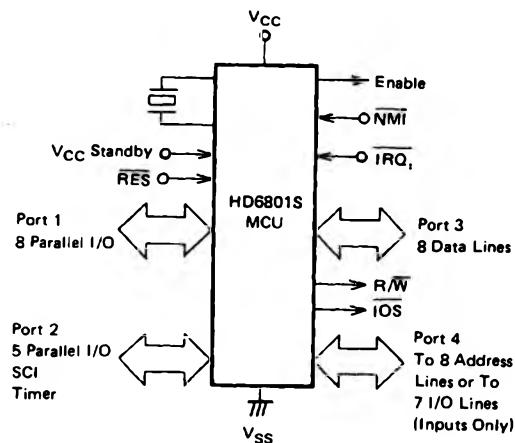 VCC
Enable
NMI
VCC Standby
IRQ1
RES
HD6801S
MCU
Port 1
8 Parallel I/O
Port 3
8 Data Lines
R/W
IOS
Port 2
5 Parallel I/O
SCI
Timer
Port 4
To 8 Address
Lines or To
7 I/O Lines
(Inputs Only)
VSS